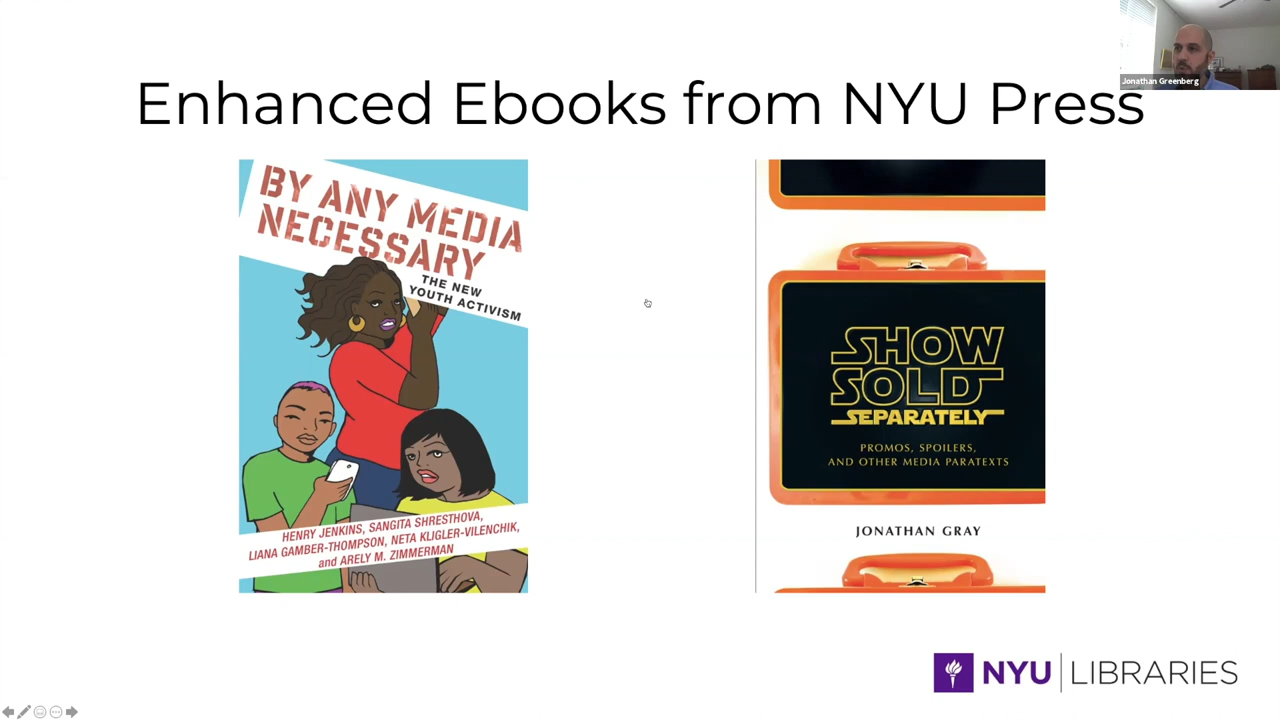 Jonathan Greenberg
Enhanced Ebooks from NYU Press
BY ANY MEDIA
NECESSARY
THE NEW
YOUTH ACTIVISM
HENRY JENKINS, SANGITA SHRESTHOVA,
LIANA GAMBER-THOMPSON, NETA KLIGLER-VILENCHIK,
and ARELY M. ZIMMERMAN
SHOW
SOLD
SEPARATELY
PROMOS, SPOILERS,
AND OTHER MEDIA PARATEXTS
JONATHAN GRAY
NYU LIBRARIES